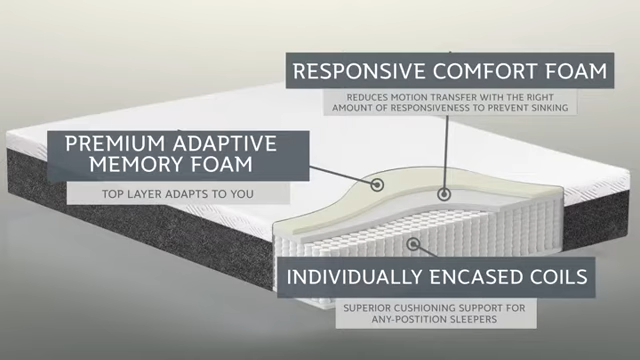 RESPONSIVE COMFORT FOAM
REDUCES MOTION TRANSFER WITH THE RIGHT
AMOUNT OF RESPONSIVENESS TO PREVENT SINKING
PREMIUM ADAPTIVE
MEMORY FOAM
TOP LAYER ADAPTS TO YOU
INDIVIDUALLY ENCASED COILS
SUPERIOR CUSHIONING SUPPORT FOR
ANY-POSTITION SLEEPERS